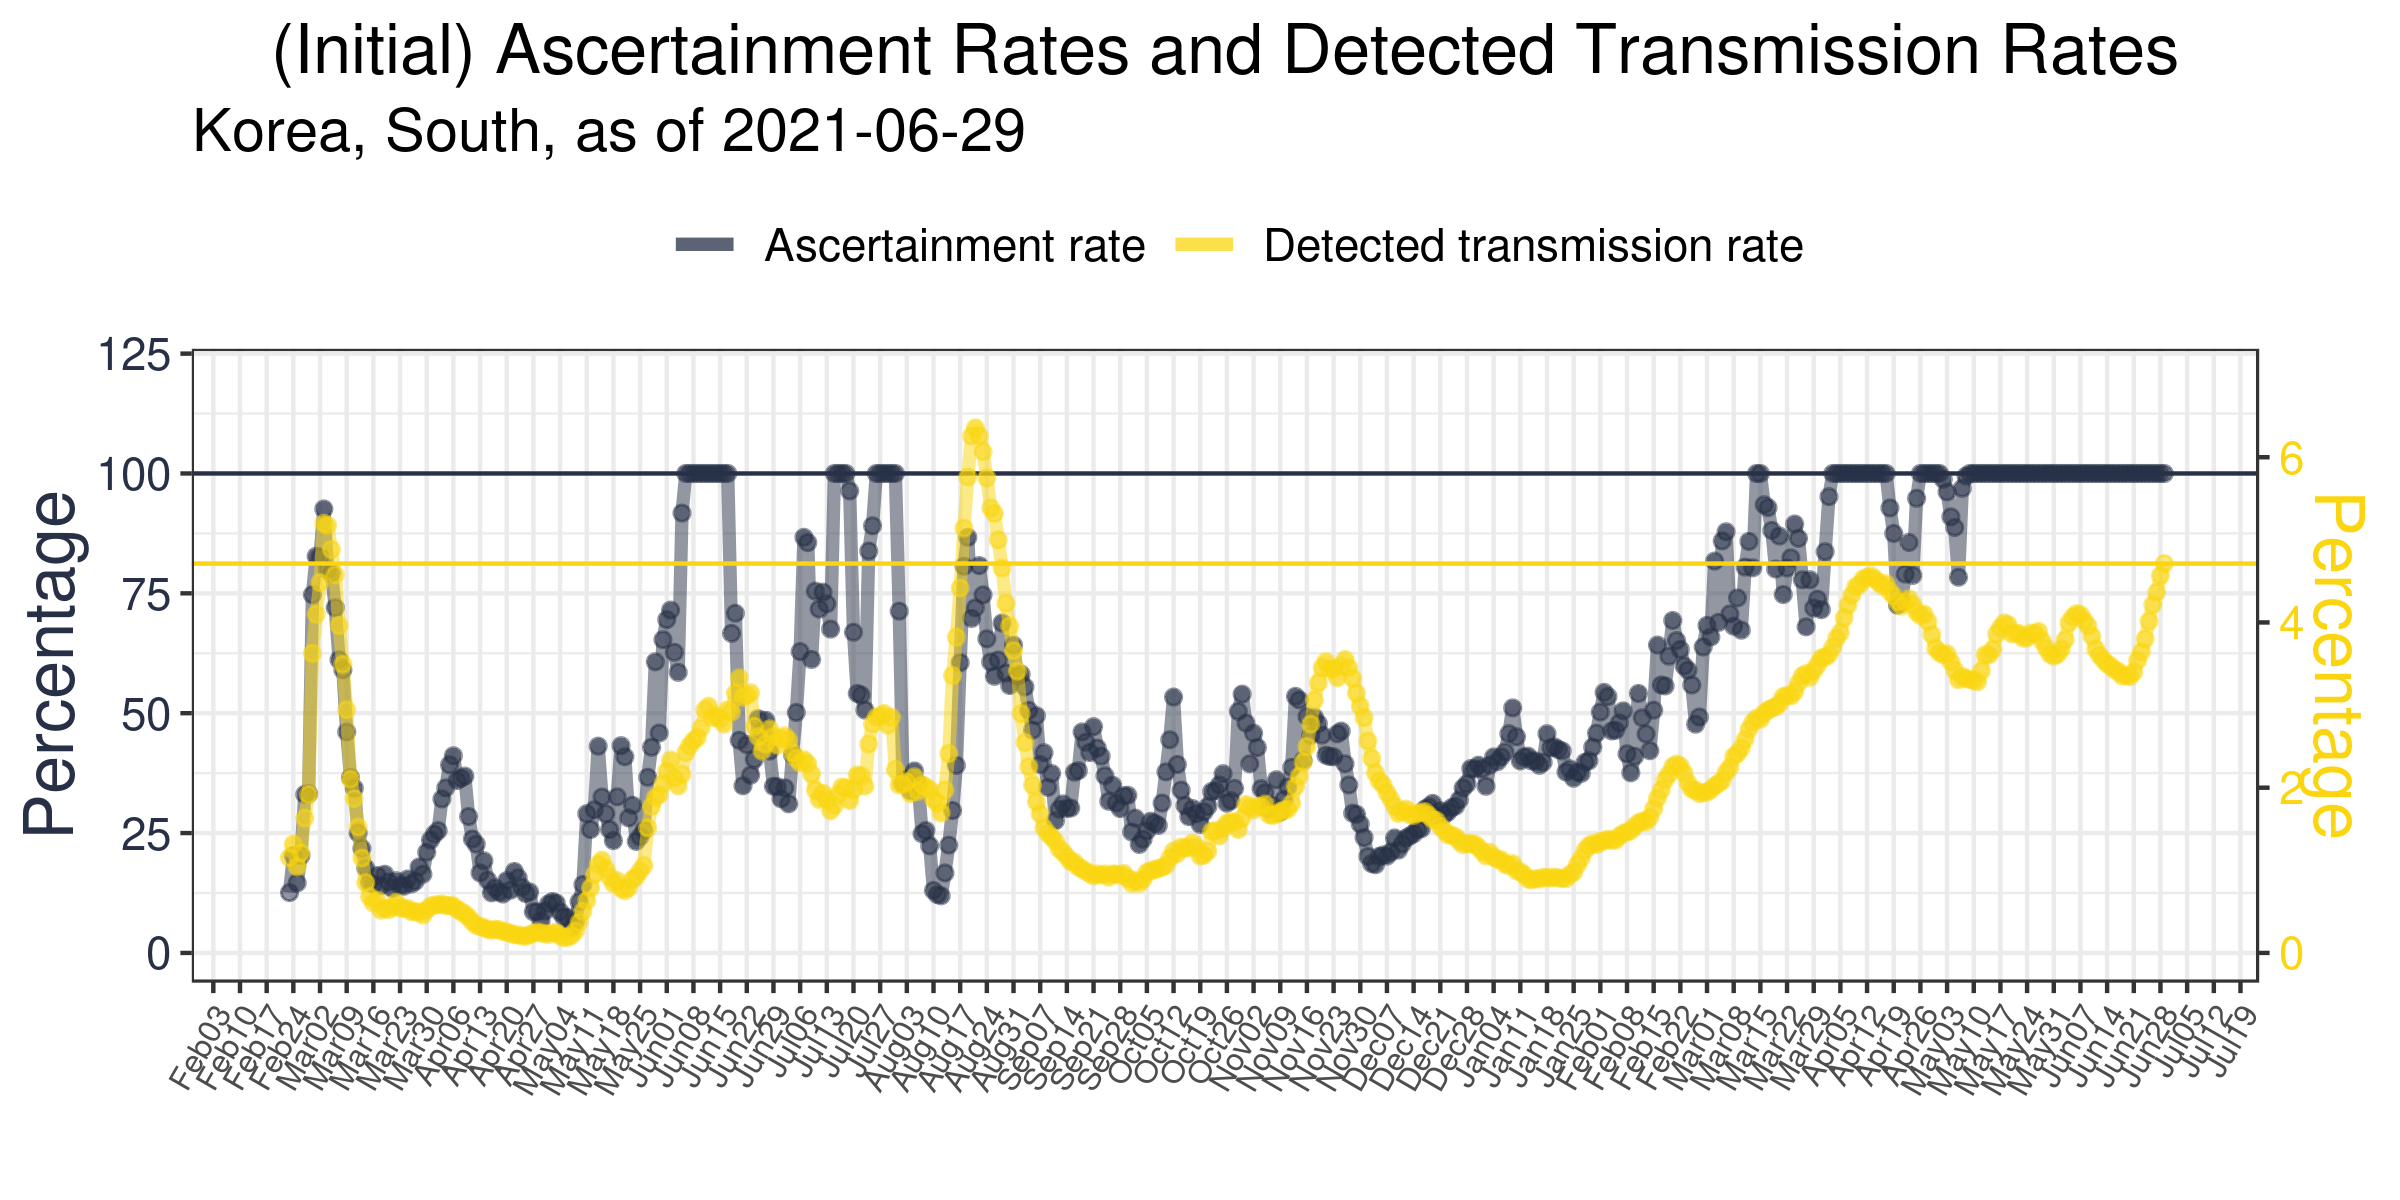 (Initial) Ascertainment Rates and Detected Transmission Rates
Korea, South, as of 2021-06-29
Ascertainment rate
Detected transmission rate
125
100
75
50
25
0
Percentage
6
4
2
0
Percentage
Feb03
Feb10
Feb17
Feb24
Mar02
Mar09
Mar16
Mar23
Mar30
Apr06
Apr13
Apr20
Apr27
May04
May11
May18
May25
Jun01
Jun08
Jun15
Jun22
Jun29
Jul06
Jul13
Jul20
Jul27
Aug03
Aug10
Aug17
Aug24
Aug31
Sep07
Sep14
Sep21
Sep28
Oct05
Oct12
Oct19
Oct26
Nov02
Nov09
Nov16
Nov23
Nov30
Dec07
Dec14
Dec21
Dec28
Jan04
Jan11
Jan18
Jan25
Feb01
Feb08
Feb15
Feb22
Mar01
Mar08
Mar15
Mar22
Mar29
Apr05
Apr12
Apr19
Apr26
May03
May10
May17
May24
May31
Jun07
Jun14
Jun21
Jun28
Jul05
Jul12
Jul19